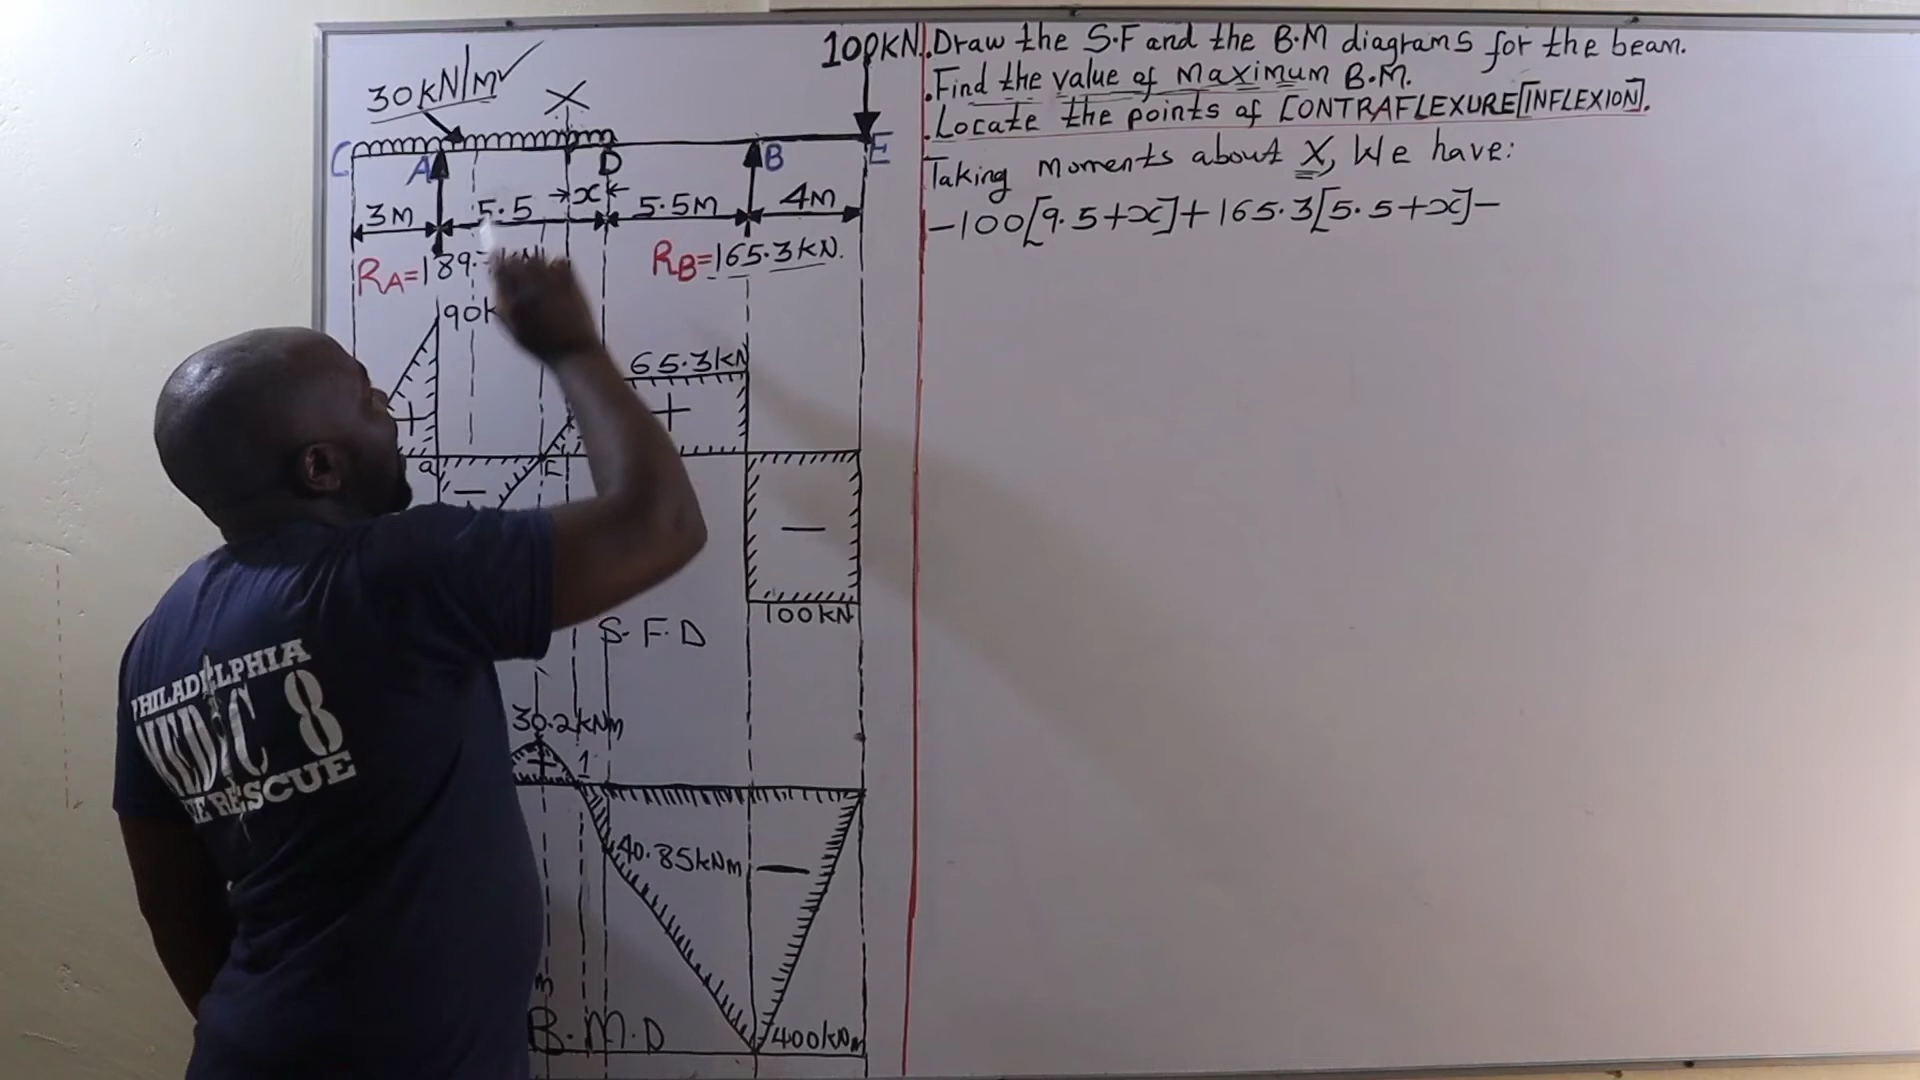 100KN
.Draw the S.F and the B.M diagrams for the beam.
.Find the value of maximum B.M.
.Locate the points of CONTRAFLEXURE[INFLEXION].
Taking moments about X, We have:
-100[9.5+x]+165.3[5.5+x]-
30KN/m
X
C A D B E
3m 5.5 x 5.5m 4m
RA=189. RB=165.3KN.
90K
65.3KN
+ +
a F
- -
100KN
S.F.D
30.2KNm
+ 1
40.85KNm -
m
B.M.D
400KNm
PHILADELPHIA
MEDIC 8
FIRE RESCUE